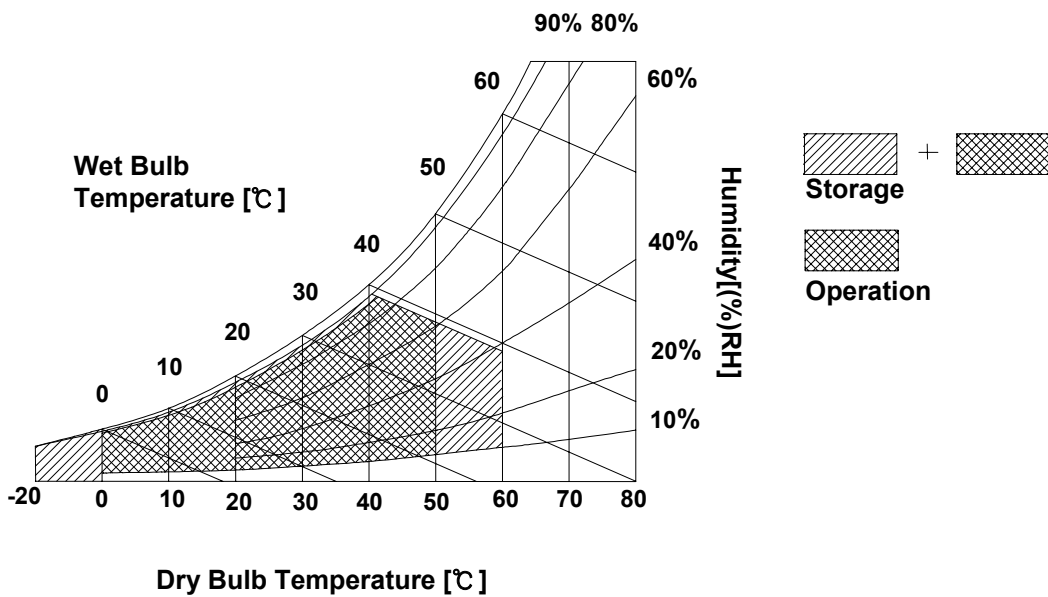 90% 80%
60
60%
50
Wet Bulb
Temperature [℃]
40
Humidity[(%)RH]
40%
30
20
20%
10
0
10%
-20 0 10 20 30 40 50 60 70 80
Dry Bulb Temperature [℃]
+
Storage
Operation